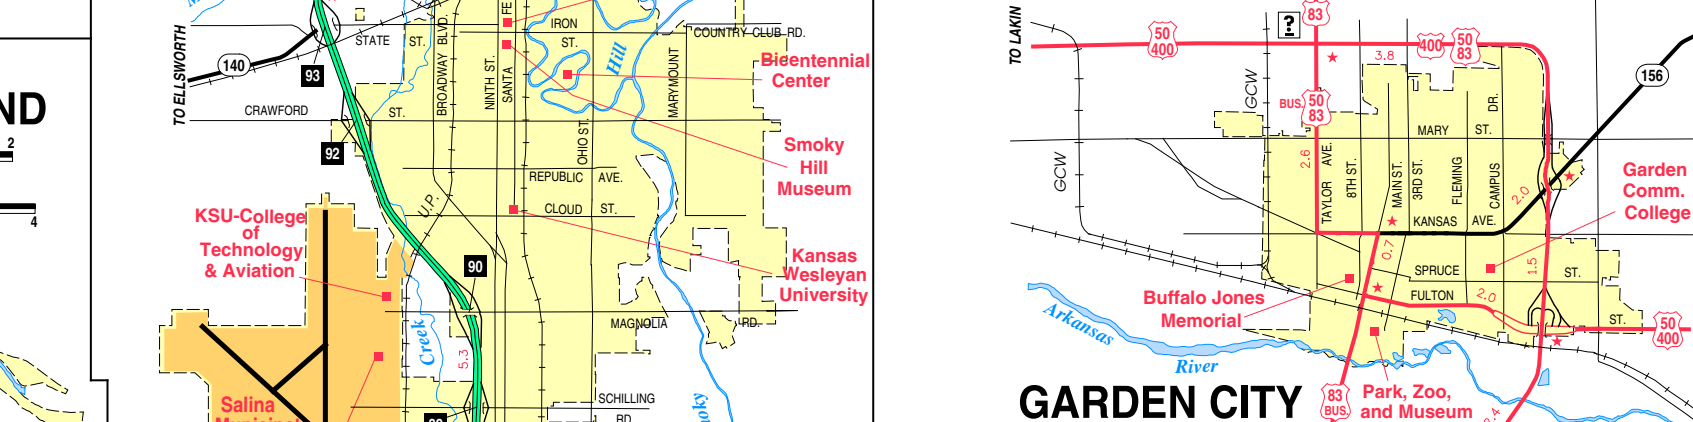 ND
2
4
TO ELLSWORTH
140
93
STATE
ST.
BROADWAY BLVD.
NINTH ST.
SANTA
FE
IRON
ST.
Hill
COUNTRY CLUB RD.
MARYMOUNT
Bicentennial
Center
CRAWFORD
ST.
92
OHIO ST.
Smoky
Hill
Museum
REPUBLIC AVE.
U.P.
CLOUD ST.
KSU-College
of
Technology
& Aviation
90
Kansas
Wesleyan
University
MAGNOLIA
RD.
Creek
5.3
SCHILLING
RD.
Salina
TO LAKIN
50
400
83
?
3.8
400
50
83
156
GCW
BUS.
50
83
DR.
MARY ST.
GCW
2.6
TAYLOR AVE.
8TH ST.
MAIN ST.
3RD ST.
FLEMING
CAMPUS
2.0
Garden
Comm.
College
KANSAS AVE.
0.7
SPRUCE
ST.
1.5
FULTON
2.0
ST.
50
400
Buffalo Jones
Memorial
Arkansas
River
GARDEN CITY
83
BUS.
Park, Zoo,
and Museum